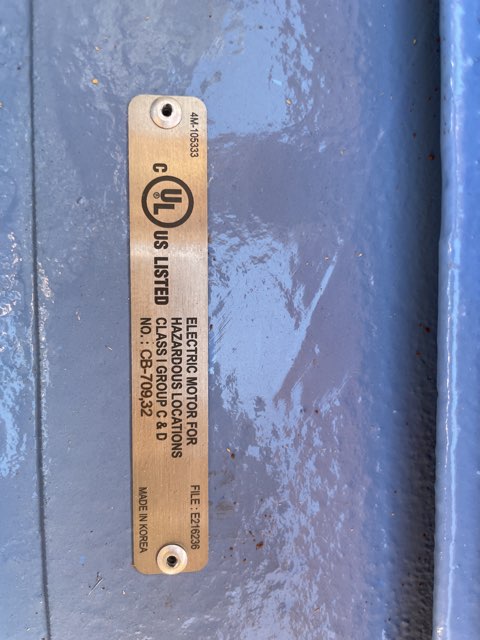 4M-105333
C UL ® US LISTED
ELECTRIC MOTOR FOR
HAZARDOUS LOCATIONS
CLASS I GROUP C & D
NO. : CB-709,32
FILE : E216236
MADE IN KOREA